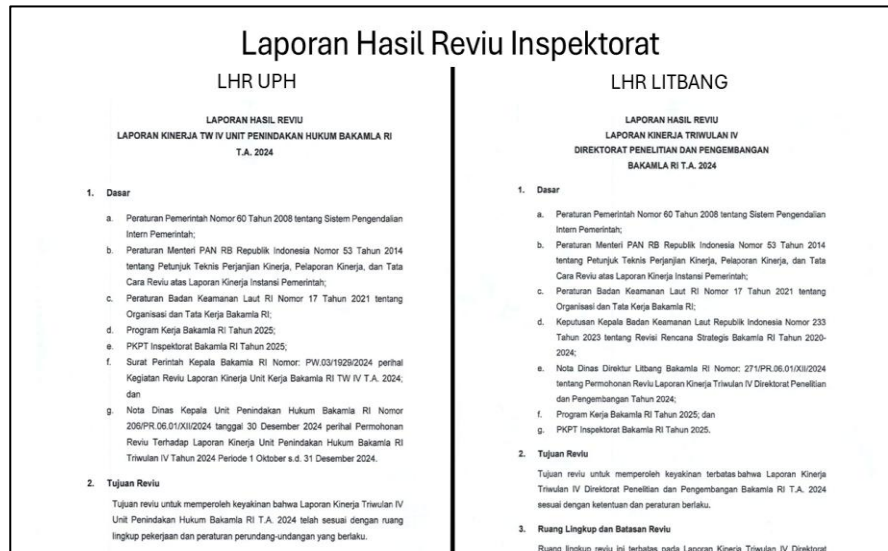 Laporan Hasil Reviu Inspektorat
LHR UPH
LAPORAN HASIL REVIU
LAPORAN KINERJA TW IV UNIT PENINDAKAN HUKUM BAKAMLA RI
T.A. 2024
1. Dasar
a. Peraturan Pemerintah Nomor 60 Tahun 2008 tentang Sistem Pengendalian
Intern Pemerintah;
b. Peraturan Menteri PAN RB Republik Indonesia Nomor 53 Tahun 2014
tentang Petunjuk Teknis Perjanjian Kinerja, Pelaporan Kinerja, dan Tata
Cara Reviu atas Laporan Kinerja Instansi Pemerintah;
c. Peraturan Badan Keamanan Laut RI Nomor 17 Tahun 2021 tentang
Organisasi dan Tata Kerja Bakamla RI;
d. Program Kerja Bakamla RI Tahun 2025;
e. PKPT Inspektorat Bakamla RI Tahun 2025;
f. Surat Perintah Kepala Bakamla RI Nomor: PW.03/1929/2024 perihal
Kegiatan Reviu Laporan Kinerja Unit Kerja Bakamla RI TW IV T.A. 2024;
dan
g. Nota Dinas Kepala Unit Penindakan Hukum Bakamla RI Nomor
206/PR.06.01/XII/2024 tanggal 30 Desember 2024 perihal Permohonan
Reviu Terhadap Laporan Kinerja Unit Penindakan Hukum Bakamla RI
Triwulan IV Tahun 2024 Periode 1 Oktober s.d. 31 Desember 2024.
2. Tujuan Reviu
Tujuan reviu untuk memperoleh keyakinan bahwa Laporan Kinerja Triwulan IV
Unit Penindakan Hukum Bakamla RI T.A. 2024 telah sesuai dengan ruang
lingkup pekerjaan dan peraturan perundang-undangan yang berlaku.
LHR LITBANG
LAPORAN HASIL REVIU
LAPORAN KINERJA TRIWULAN IV
DIREKTORAT PENELITIAN DAN PENGEMBANGAN
BAKAMLA RI T.A. 2024
1. Dasar
a. Peraturan Pemerintah Nomor 60 Tahun 2008 tentang Sistem Pengendalian
Intern Pemerintah;
b. Peraturan Menteri PAN RB Republik Indonesia Nomor 53 Tahun 2014
tentang Petunjuk Teknis Perjanjian Kinerja, Pelaporan Kinerja, dan Tata
Cara Reviu atas Laporan Kinerja Instansi Pemerintah;
c. Peraturan Badan Keamanan Laut RI Nomor 17 Tahun 2021 tentang
Organisasi dan Tata Kerja Bakamla RI;
d. Keputusan Kepala Badan Keamanan Laut Republik Indonesia Nomor 233
Tahun 2023 tentang Revisi Rencana Strategis Bakamla RI Tahun 2020-
2024;
e. Nota Dinas Direktur Litbang Bakamla RI Nomor: 271/PR.06.01/XII/2024
tentang Permohonan Reviu Laporan Kinerja Triwulan IV Direktorat Penelitian
dan Pengembangan Tahun 2024;
f. Program Kerja Bakamla RI Tahun 2025; dan
g. PKPT Inspektorat Bakamla RI Tahun 2025.
2. Tujuan Reviu
Tujuan reviu untuk memperoleh keyakinan terbatas bahwa Laporan Kinerja
Triwulan IV Direktorat Penelitian dan Pengembangan Bakamla RI T.A. 2024
sesuai dengan ketentuan dan peraturan berlaku.
3. Ruang Lingkup dan Batasan Reviu
Ruang lingkup reviu ini terbatas pada Laporan Kinerja Triwulan IV Direktorat